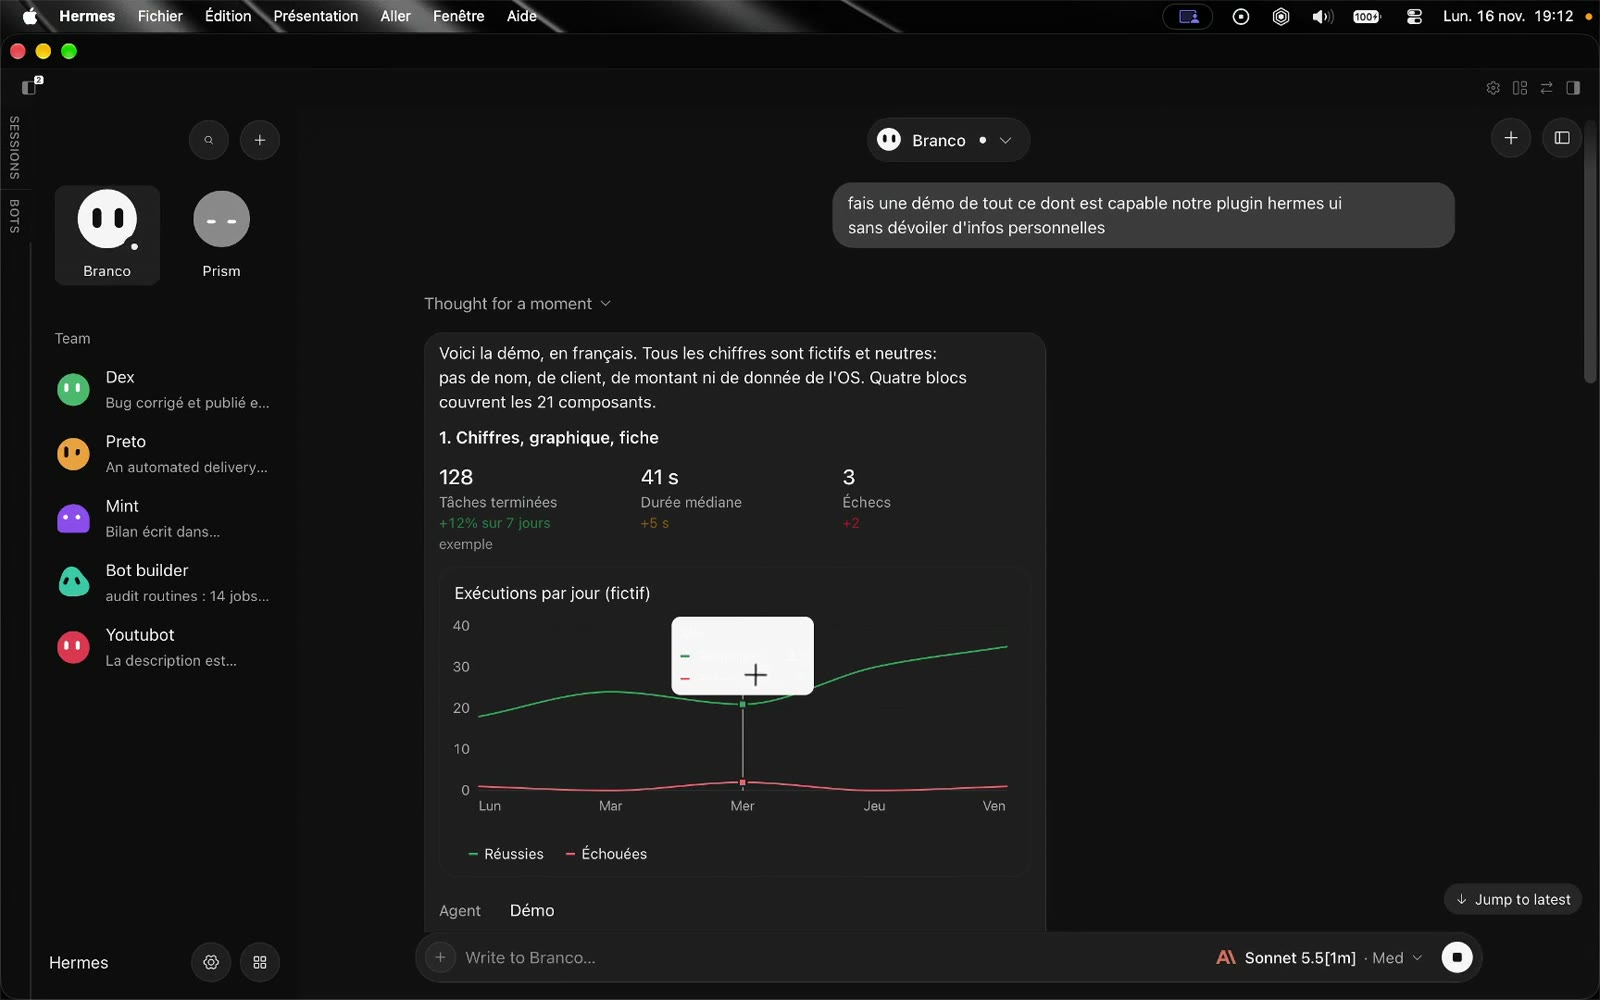 Hermes Fichier Édition Présentation Aller Fenêtre Aide 100 Lun. 16 nov. 19:12
2
SESSIONS
BOTS
Branco
Prism
Team
Dex
Bug corrigé et publié e...
Preto
An automated delivery...
Mint
Bilan écrit dans...
Bot builder
audit routines : 14 jobs...
Youtubot
La description est...
Hermes
Branco
fais une démo de tout ce dont est capable notre plugin hermes ui
sans dévoiler d'infos personnelles
Thought for a moment
Voici la démo, en français. Tous les chiffres sont fictifs et neutres:
pas de nom, de client, de montant ni de donnée de l'OS. Quatre blocs
couvrent les 21 composants.
1. Chiffres, graphique, fiche
128 41 s 3
Tâches terminées Durée médiane Échecs
+12% sur 7 jours +5 s +2
exemple
Exécutions par jour (fictif)
40
30
20
10
0
Lun Mar Mer Jeu Ven
Réussies Échouées
Agent Démo
Jump to latest
Write to Branco... Sonnet 5.5[1m] · Med